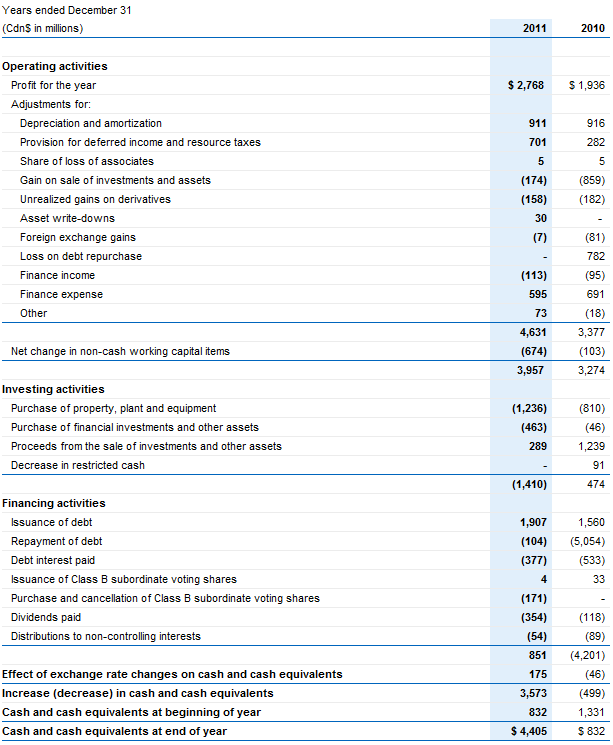 Years ended December 31
(Cdn$ in millions) 2011 2010
Operating activities
Profit for the year $ 2,768 $ 1,936
Adjustments for:
Depreciation and amortization 911 916
Provision for deferred income and resource taxes 701 282
Share of loss of associates 5 5
Gain on sale of investments and assets (174) (859)
Unrealized gains on derivatives (158) (182)
Asset write-downs 30 -
Foreign exchange gains (7) (81)
Loss on debt repurchase - 782
Finance income (113) (95)
Finance expense 595 691
Other 73 (18)
4,631 3,377
Net change in non-cash working capital items (674) (103)
3,957 3,274
Investing activities
Purchase of property, plant and equipment (1,236) (810)
Purchase of financial investments and other assets (463) (46)
Proceeds from the sale of investments and other assets 289 1,239
Decrease in restricted cash - 91
(1,410) 474
Financing activities
Issuance of debt 1,907 1,560
Repayment of debt (104) (5,054)
Debt interest paid (377) (533)
Issuance of Class B subordinate voting shares 4 33
Purchase and cancellation of Class B subordinate voting shares (171) -
Dividends paid (354) (118)
Distributions to non-controlling interests (54) (89)
851 (4,201)
Effect of exchange rate changes on cash and cash equivalents 175 (46)
Increase (decrease) in cash and cash equivalents 3,573 (499)
Cash and cash equivalents at beginning of year 832 1,331
Cash and cash equivalents at end of year $ 4,405 $ 832